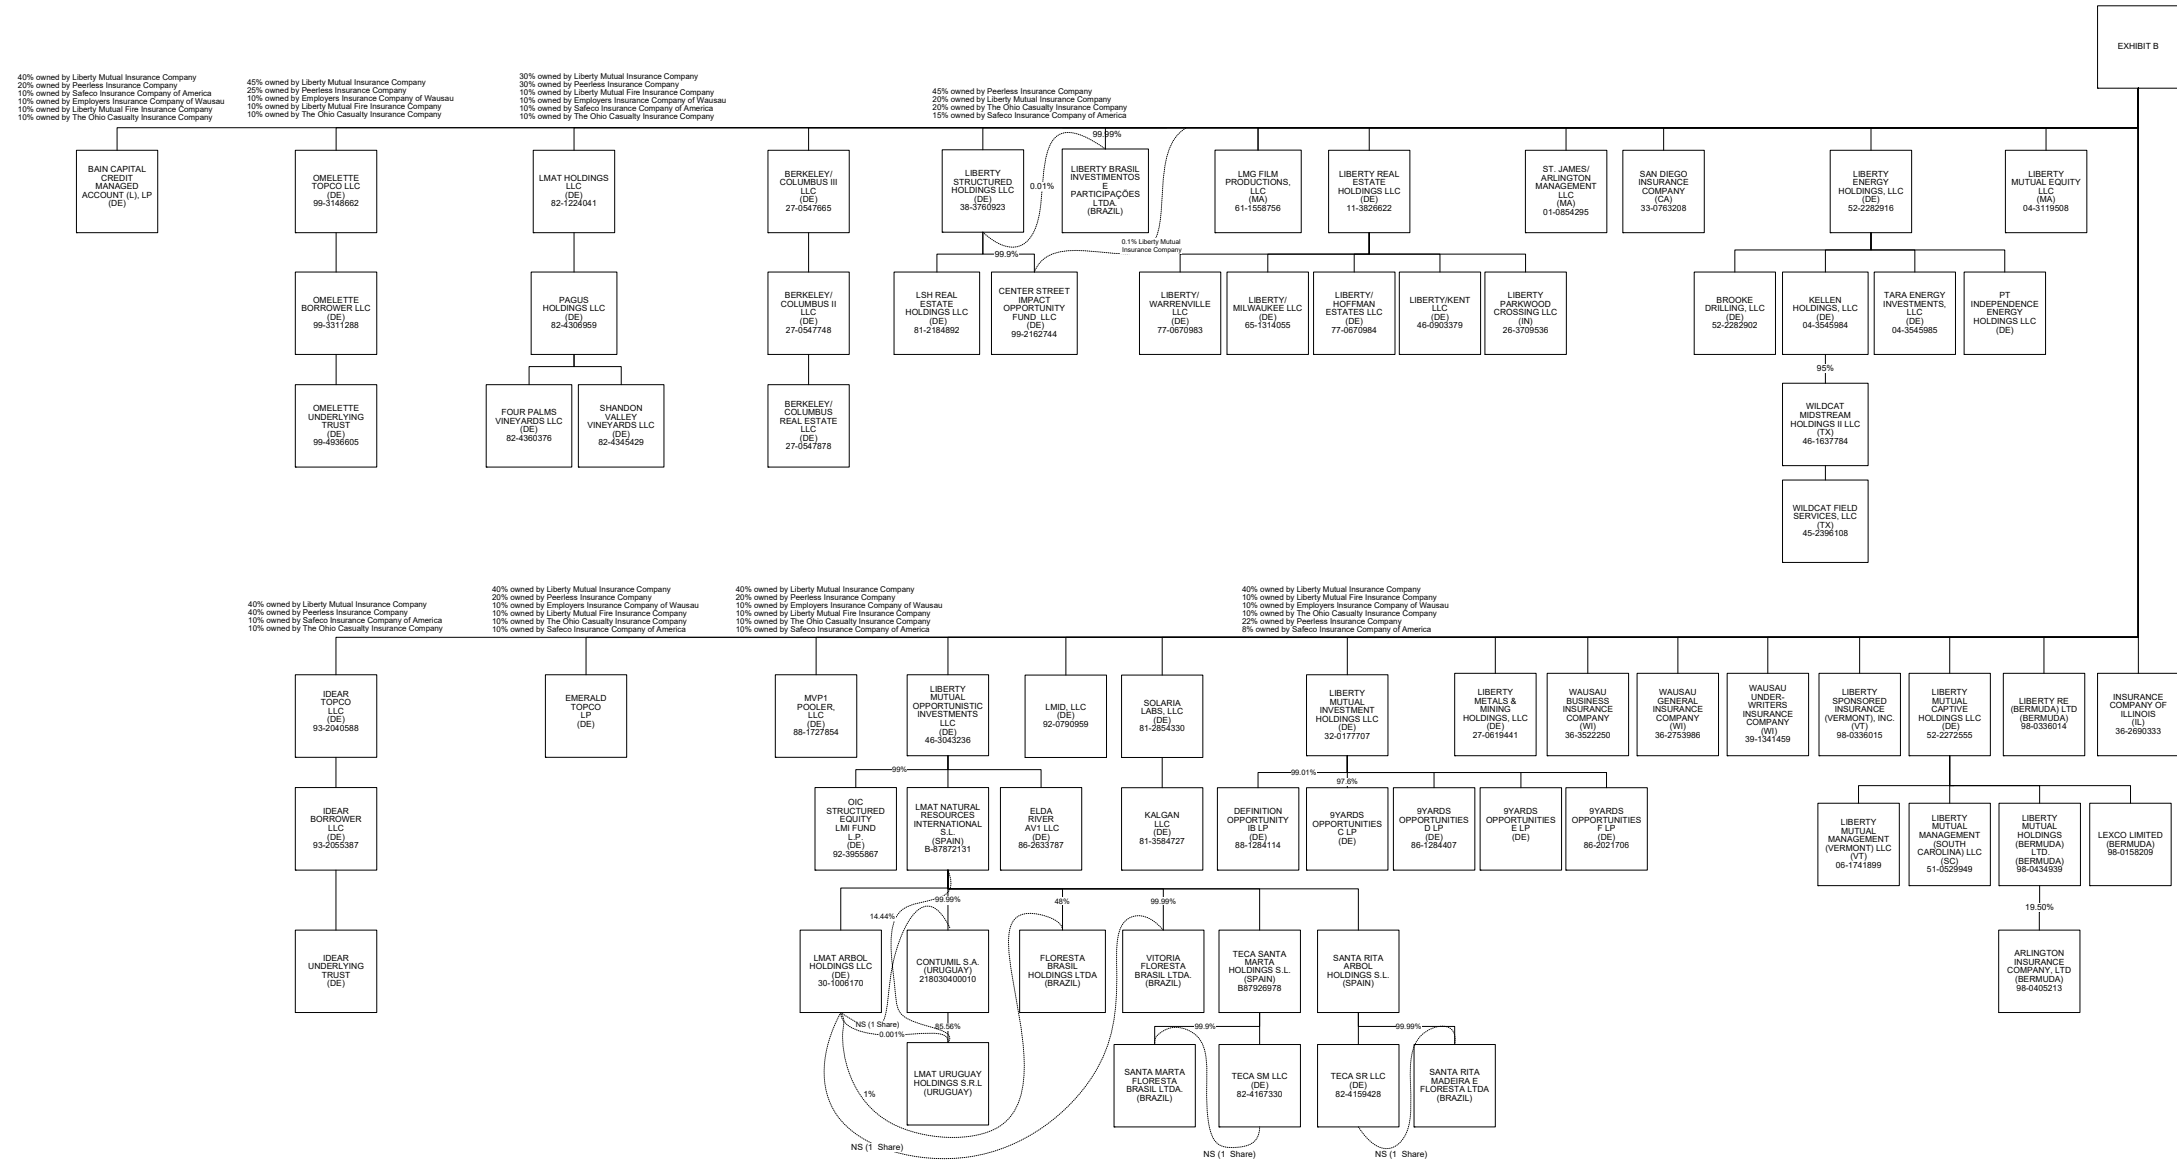 EXHIBIT B
40% owned by Liberty Mutual Insurance Company
20% owned by Peerless Insurance Company
10% owned by Safeco Insurance Company of America
10% owned by Employers Insurance Company of Wausau
10% owned by Liberty Mutual Fire Insurance Company
10% owned by The Ohio Casualty Insurance Company
45% owned by Liberty Mutual Insurance Company
25% owned by Peerless Insurance Company
10% owned by Employers Insurance Company of Wausau
10% owned by Liberty Mutual Fire Insurance Company
10% owned by The Ohio Casualty Insurance Company
30% owned by Liberty Mutual Insurance Company
30% owned by Peerless Insurance Company
10% owned by Liberty Mutual Fire Insurance Company
10% owned by Employers Insurance Company of Wausau
10% owned by Safeco Insurance Company of America
10% owned by The Ohio Casualty Insurance Company
45% owned by Peerless Insurance Company
20% owned by Liberty Mutual Insurance Company
20% owned by The Ohio Casualty Insurance Company
15% owned by Safeco Insurance Company of America
BAIN CAPITAL
CREDIT
MANAGED
ACCOUNT (L), LP
(DE)
OMELETTE
TOPCO LLC
(DE)
99-3148662
LMAT HOLDINGS
LLC
(DE)
82-1224041
BERKELEY/
COLUMBUS III
LLC
(DE)
27-0547665
LIBERTY
STRUCTURED
HOLDINGS LLC
(DE)
38-3760923
0.01%
99.99%
LIBERTY BRASIL
INVESTIMENTOS
E
PARTICIPAÇÕES
LTDA.
(BRAZIL)
LMG FILM
PRODUCTIONS,
LLC
(MA)
61-1558756
LIBERTY REAL
ESTATE
HOLDINGS LLC
(DE)
11-3826622
ST. JAMES/
ARLINGTON
MANAGEMENT
LLC
(MA)
01-0854295
SAN DIEGO
INSURANCE
COMPANY
(CA)
33-0763208
LIBERTY
ENERGY
HOLDINGS, LLC
(DE)
52-2282916
LIBERTY
MUTUAL EQUITY
LLC
(MA)
04-3119508
99.9%
0.1% Liberty Mutual
Insurance Company
OMELETTE
BORROWER LLC
(DE)
99-3311288
PAGUS
HOLDINGS LLC
(DE)
82-4306959
BERKELEY/
COLUMBUS II
LLC
(DE)
27-0547748
LSH REAL
ESTATE
HOLDINGS LLC
(DE)
81-2184892
CENTER STREET
IMPACT
OPPORTUNITY
FUND  LLC
(DE)
99-2162744
LIBERTY/
WARRENVILLE
LLC
(DE)
77-0670983
LIBERTY/
MILWAUKEE LLC
(DE)
65-1314055
LIBERTY/
HOFFMAN
ESTATES LLC
(DE)
77-0670984
LIBERTY/KENT
LLC
(DE)
46-0903379
LIBERTY
PARKWOOD
CROSSING LLC
(IN)
26-3709536
BROOKE
DRILLING, LLC
(DE)
52-2282902
KELLEN
HOLDINGS, LLC
(DE)
04-3545984
TARA ENERGY
INVESTMENTS,
LLC
(DE)
04-3545985
PT
INDEPENDENCE
ENERGY
HOLDINGS LLC
(DE)
95%
OMELETTE
UNDERLYING
TRUST
(DE)
99-4936605
FOUR PALMS
VINEYARDS LLC
(DE)
82-4360376
SHANDON
VALLEY
VINEYARDS LLC
(DE)
82-4345429
BERKELEY/
COLUMBUS
REAL ESTATE
LLC
(DE)
27-0547878
WILDCAT
MIDSTREAM
HOLDINGS II LLC
(TX)
46-1637784
WILDCAT FIELD
SERVICES, LLC
(TX)
45-2396108
40% owned by Liberty Mutual Insurance Company
40% owned by Peerless Insurance Company
10% owned by Safeco Insurance Company of America
10% owned by The Ohio Casualty Insurance Company
40% owned by Liberty Mutual Insurance Company
20% owned by Peerless Insurance Company
10% owned by Employers Insurance Company of Wausau
10% owned by Liberty Mutual Fire Insurance Company
10% owned by The Ohio Casualty Insurance Company
10% owned by Safeco Insurance Company of America
40% owned by Liberty Mutual Insurance Company
20% owned by Peerless Insurance Company
10% owned by Employers Insurance Company of Wausau
10% owned by Liberty Mutual Fire Insurance Company
10% owned by The Ohio Casualty Insurance Company
10% owned by Safeco Insurance Company of America
40% owned by Liberty Mutual Insurance Company
10% owned by Liberty Mutual Fire Insurance Company
10% owned by Employers Insurance Company of Wausau
10% owned by The Ohio Casualty Insurance Company
22% owned by Peerless Insurance Company
8% owned by Safeco Insurance Company of America
IDEAR
TOPCO
LLC
(DE)
93-2040588
EMERALD
TOPCO
LP
(DE)
MVP1
POOLER,
LLC
(DE)
88-1727854
LIBERTY
MUTUAL
OPPORTUNISTIC
INVESTMENTS
LLC
(DE)
46-3043236
LMID, LLC
(DE)
92-0790959
SOLARIA
LABS, LLC
(DE)
81-2854330
LIBERTY
MUTUAL
INVESTMENT
HOLDINGS LLC
(DE)
32-0177707
LIBERTY
METALS &
MINING
HOLDINGS, LLC
(DE)
27-0619441
WAUSAU
BUSINESS
INSURANCE
COMPANY
(WI)
36-3522250
WAUSAU
GENERAL
INSURANCE
COMPANY
(WI)
36-2753986
WAUSAU
UNDER-
WRITERS
INSURANCE
COMPANY
(WI)
39-1341459
LIBERTY
SPONSORED
INSURANCE
(VERMONT), INC.
(VT)
98-0336015
LIBERTY
MUTUAL
CAPTIVE
HOLDINGS LLC
(DE)
52-2272555
LIBERTY RE
(BERMUDA) LTD
(BERMUDA)
98-0336014
INSURANCE
COMPANY OF
ILLINOIS
(IL)
36-2690333
99%
99.01%
97.6%
IDEAR
BORROWER
LLC
(DE)
93-2055387
OIC
STRUCTURED
EQUITY
LMI FUND
L.P.
(DE)
92-3955867
LMAT NATURAL
RESOURCES
INTERNATIONAL
S.L.
(SPAIN)
B-87872131
ELDA
RIVER
AV1 LLC
(DE)
86-2633787
KALGAN
LLC
(DE)
81-3584727
DEFINITION
OPPORTUNITY
IB LP
(DE)
88-1284114
9YARDS
OPPORTUNITIES
C LP
(DE)
9YARDS
OPPORTUNITIES
D LP
(DE)
86-1284407
9YARDS
OPPORTUNITIES
E LP
(DE)
9YARDS
OPPORTUNITIES
F LP
(DE)
86-2021706
LIBERTY
MUTUAL
MANAGEMENT
(VERMONT) LLC
(VT)
06-1741899
LIBERTY
MUTUAL
MANAGEMENT
(SOUTH
CAROLINA) LLC
(SC)
51-0529949
LIBERTY
MUTUAL
HOLDINGS
(BERMUDA)
LTD.
(BERMUDA)
98-0434939
LEXCO LIMITED
(BERMUDA)
98-0158209
14.44%
99.99%
48%
99.99%
19.50%
IDEAR
UNDERLYING
TRUST
(DE)
LMAT ARBOL
HOLDINGS LLC
(DE)
30-1006170
CONTUMIL S.A.
(URUGUAY)
218030400010
FLORESTA
BRASIL
HOLDINGS LTDA
(BRAZIL)
VITORIA
FLORESTA
BRASIL LTDA.
(BRAZIL)
TECA SANTA
MARTA
HOLDINGS S.L.
(SPAIN)
B87926978
SANTA RITA
ARBOL
HOLDINGS S.L.
(SPAIN)
ARLINGTON
INSURANCE
COMPANY, LTD
(BERMUDA)
98-0405213
NS (1 Share)
0.001%
85.56%
99.9%
99.99%
LMAT URUGUAY
HOLDINGS S.R.L
(URUGUAY)
SANTA MARTA
FLORESTA
BRASIL LTDA.
(BRAZIL)
TECA SM LLC
(DE)
82-4167330
TECA SR LLC
(DE)
82-4159428
SANTA RITA
MADEIRA E
FLORESTA LTDA
(BRAZIL)
1%
NS (1  Share)
NS (1 Share)
NS (1 Share)